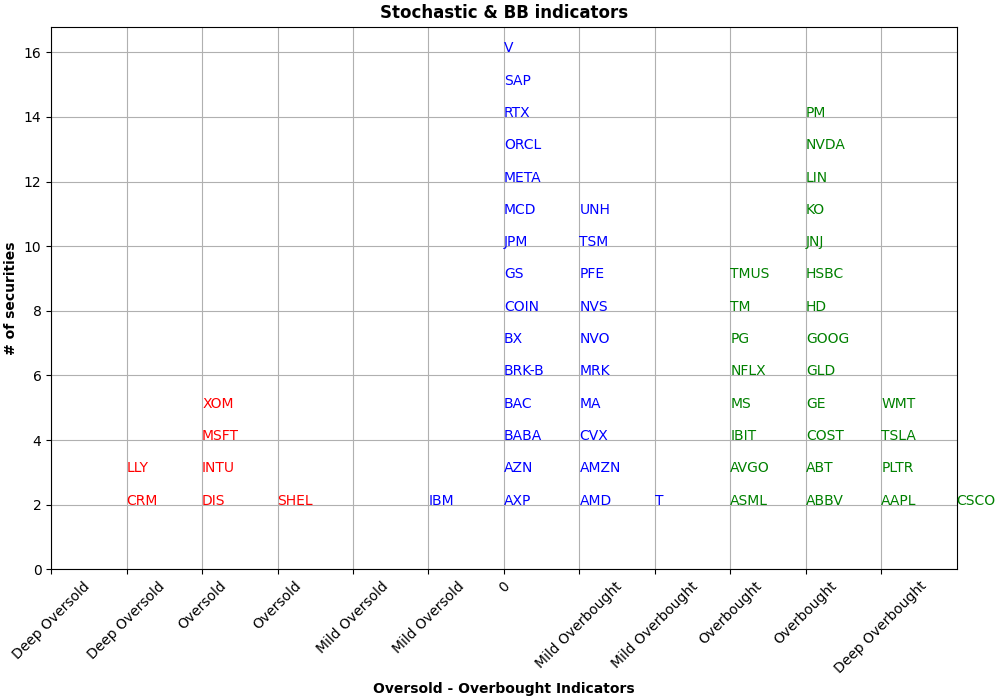 Stochastic & BB indicators
# of securities
16
14
12
10
8
6
4
2
0
V
SAP
RTX PM
ORCL NVDA
META LIN
MCD UNH KO
JPM TSM JNJ
GS PFE TMUS HSBC
COIN NVS TM HD
BX NVO PG GOOG
BRK-B MRK NFLX GLD
XOM BAC MA MS GE WMT
MSFT BABA CVX IBIT COST TSLA
LLY INTU AZN AMZN AVGO ABT PLTR
CRM DIS SHEL IBM AXP AMD T ASML ABBV AAPL CSCO
Deep Oversold
Deep Oversold
Oversold
Oversold
Mild Oversold
Mild Oversold
0
Mild Overbought
Mild Overbought
Overbought
Overbought
Deep Overbought
Oversold - Overbought Indicators